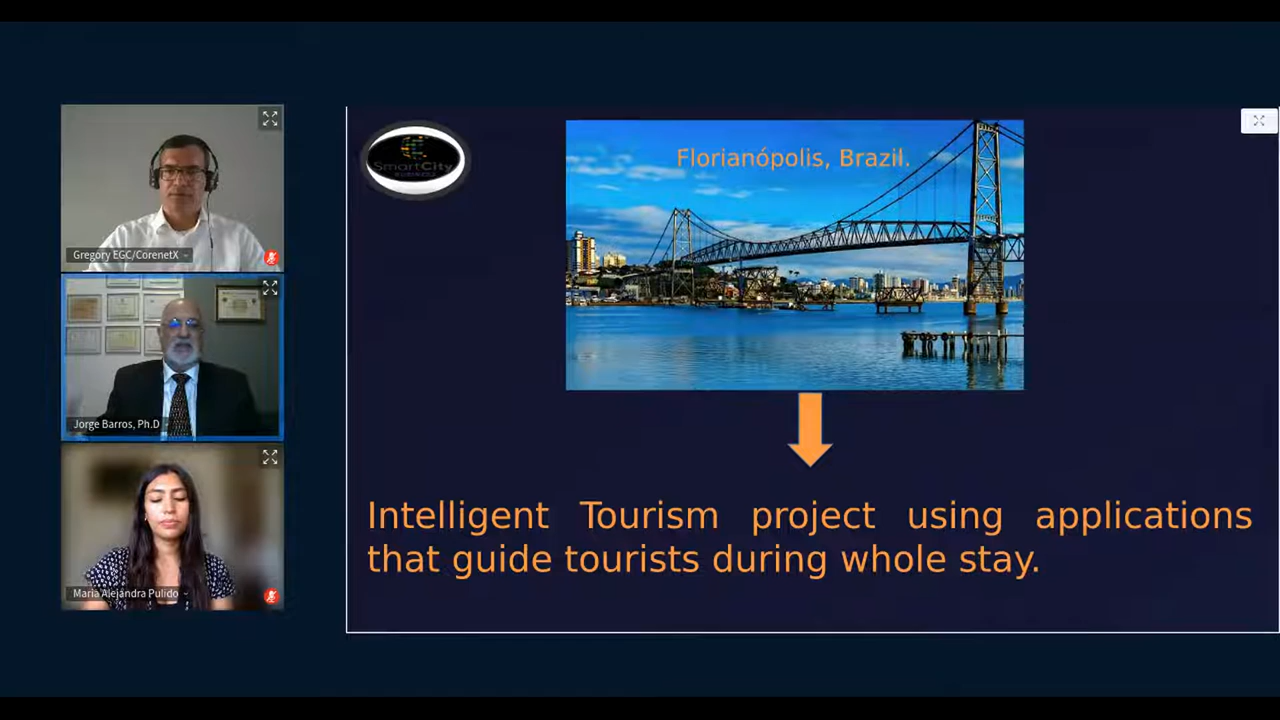 Gregory EGC/CorenetX
Jorge Barros, Ph.D
Maria Alejandra Pulido
SmartCity
BUSINESS
Florianópolis, Brazil.
Intelligent Tourism project using applications
that guide tourists during whole stay.